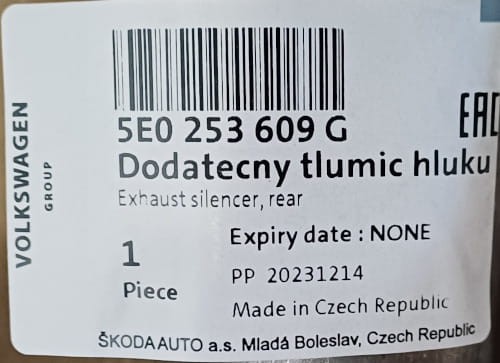 VOLKSWAGEN
GROUP
5E0 253 609 G
EAC
Dodatecny tlumic hluku
Exhaust silencer, rear
1
Piece
Expiry date : NONE
PP 20231214
Made in Czech Republic
ŠKODA AUTO a.s. Mladá Boleslav, Czech Republic